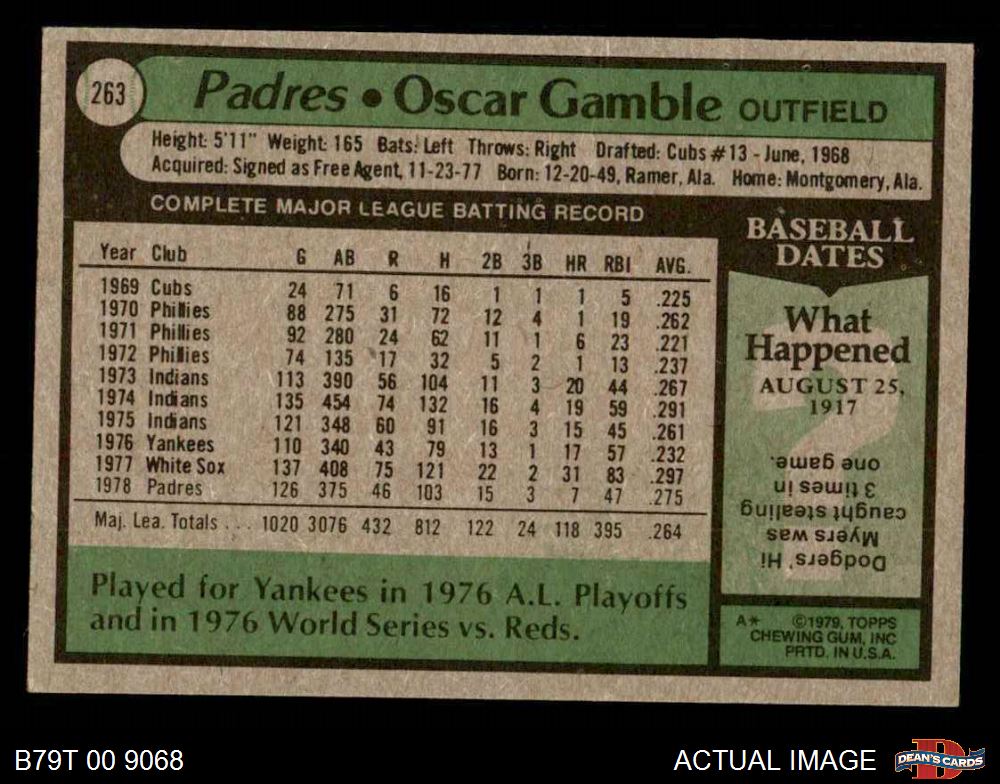 263
Padres • Oscar Gamble OUTFIELD
Height: 5'11" Weight: 165 Bats: Left Throws: Right Drafted: Cubs #13 - June, 1968
Acquired: Signed as Free Agent, 11-23-77 Born: 12-20-49, Ramer, Ala. Home: Montgomery, Ala.
COMPLETE MAJOR LEAGUE BATTING RECORD
Year Club G AB R H 2B 3B HR RBI AVG.
1969 Cubs 24 71 6 16 1 1 1 5 .225
1970 Phillies 88 275 31 72 12 4 1 19 .262
1971 Phillies 92 280 24 62 11 1 6 23 .221
1972 Phillies 74 135 17 32 5 2 1 13 .237
1973 Indians 113 390 56 104 11 3 20 44 .267
1974 Indians 135 454 74 132 16 4 19 59 .291
1975 Indians 121 348 60 91 16 3 15 45 .261
1976 Yankees 110 340 43 79 13 1 17 57 .232
1977 White Sox 137 408 75 121 22 2 31 83 .297
1978 Padres 126 375 46 103 15 3 7 47 .275
Maj. Lea. Totals . . . 1020 3076 432 812 122 24 118 395 .264
Played for Yankees in 1976 A.L. Playoffs
and in 1976 World Series vs. Reds.
BASEBALL
DATES
What
Happened
AUGUST 25,
1917
Dodgers' Hi
Myers was
caught stealing
3 times in
one game.
A* ©1979, TOPPS
CHEWING GUM, INC
PRTD. IN U.S.A.
B79T 00 9068
ACTUAL IMAGE
D
DEAN'S CARDS